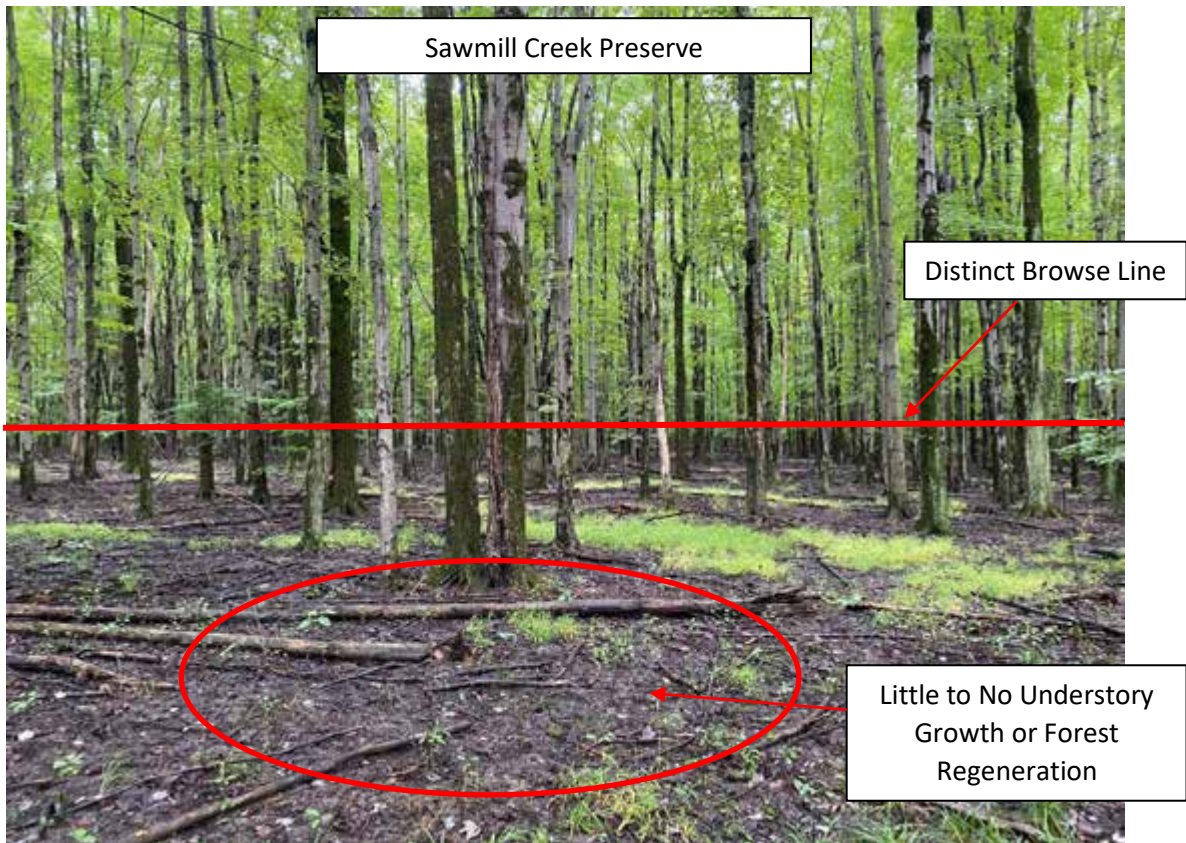 Sawmill Creek Preserve
Distinct Browse Line
Little to No Understory
Growth or Forest
Regeneration